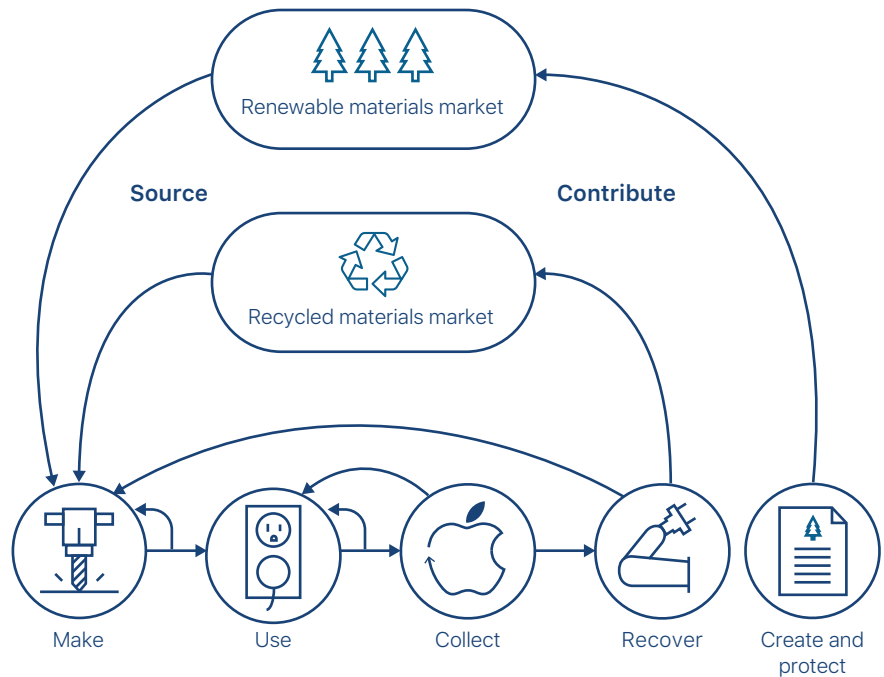 Renewable materials market
Source
Contribute
Recycled materials market
Make
Use
Collect
Recover
Create and
protect